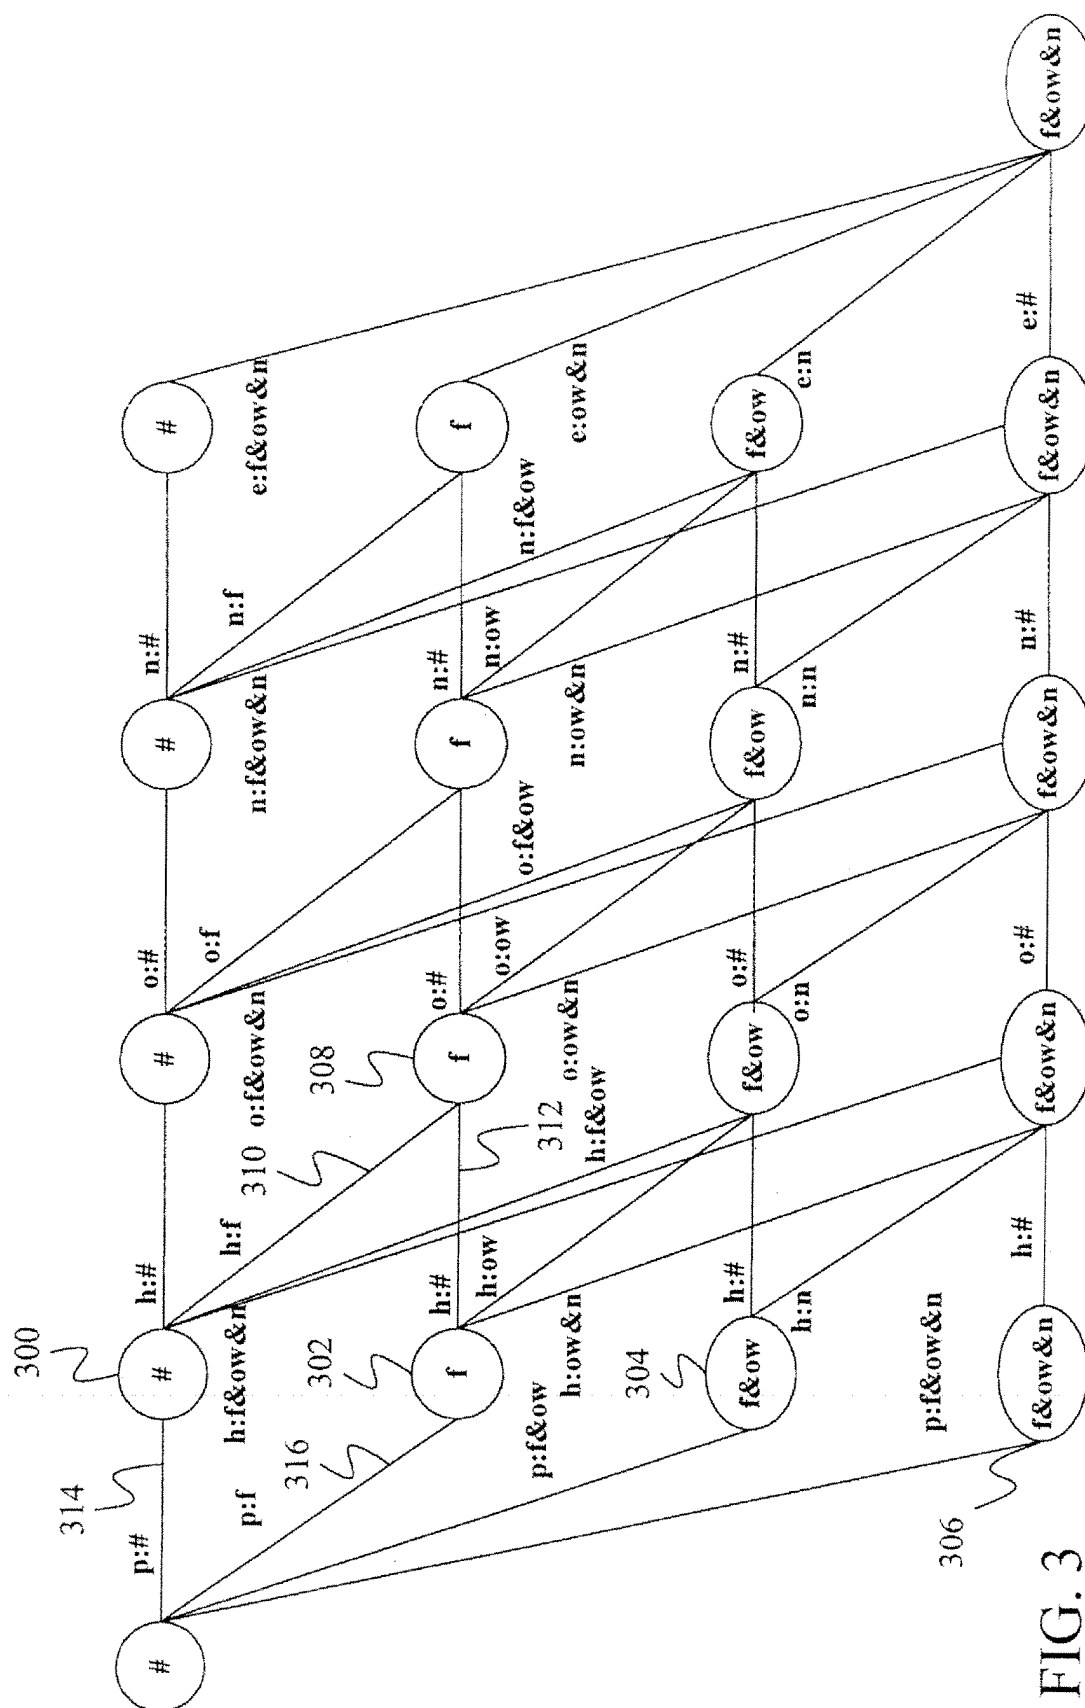 300
314
#
p:#
#
h:#
#
o:#
#
n:#
#
p:f
316
h:f&ow&n
302
h:f
310
o:f&ow&n
308
o:f
n:f&ow&n
n:f
e:f&ow&n
f
h:#
312
f
o:#
f
n:#
f
p:f&ow
h:ow&n
304
h:ow
h:f&ow
o:ow&n
o:ow
o:f&ow
n:ow&n
n:ow
n:f&ow
e:ow&n
f&ow
h:#
f&ow
o:#
f&ow
n:#
f&ow
h:n
o:n
n:n
e:n
306
p:f&ow&n
f&ow&n
h:#
f&ow&n
o:#
f&ow&n
n:#
f&ow&n
e:#
f&ow&n
FIG. 3